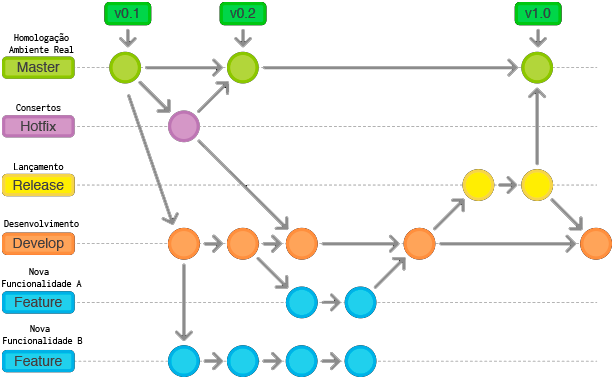 v0.1
v0.2
v1.0
Homologação
Ambiente Real
Master
Consertos
Hotfix
Lançamento
Release
Desenvolvimento
Develop
Nova
Funcionalidade A
Feature
Nova
Funcionalidade B
Feature